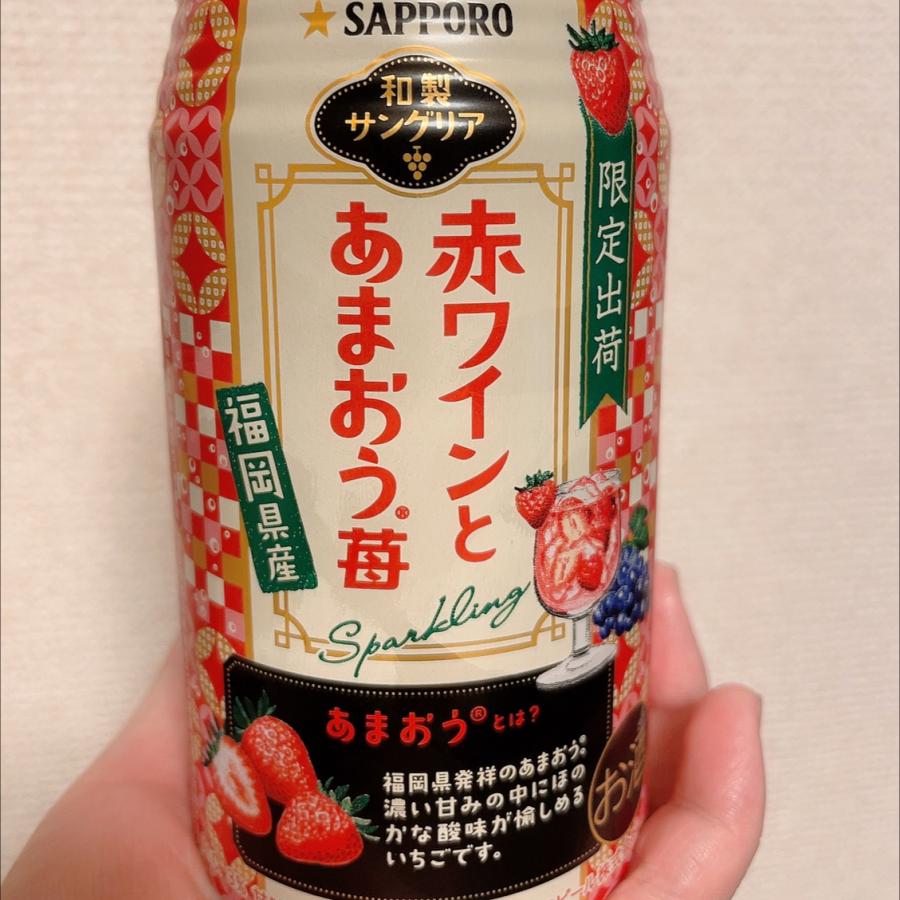 SAPPORO
和製
サングリア
限定出荷
赤ワインと
あまおう®苺
福岡県産
Sparkling
あまおう®とは?
福岡県発祥のあまおう®。
濃い甘みの中にほの
かな酸味が愉しめる
いちごです。
お酒